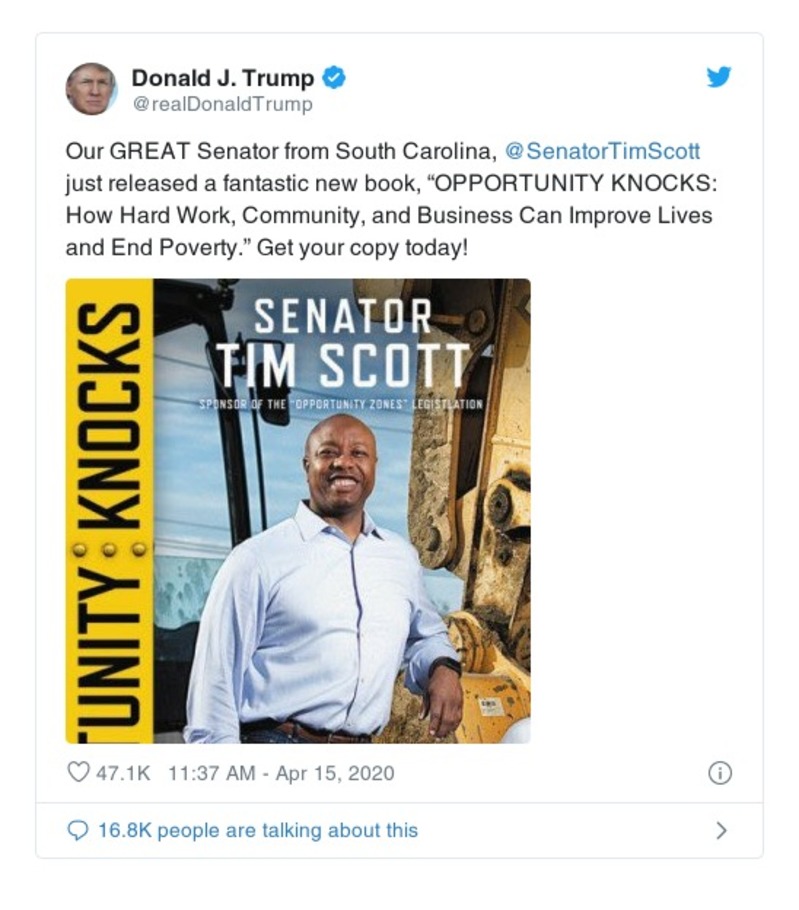 Donald J. Trump
@realDonaldTrump
Our GREAT Senator from South Carolina, @SenatorTimScott
just released a fantastic new book, “OPPORTUNITY KNOCKS:
How Hard Work, Community, and Business Can Improve Lives
and End Poverty.” Get your copy today!
TUNITY KNOCKS
SENATOR
TIM SCOTT
SPONSOR OF THE "OPPORTUNITY ZONES" LEGISTLATION
47.1K 11:37 AM - Apr 15, 2020
16.8K people are talking about this